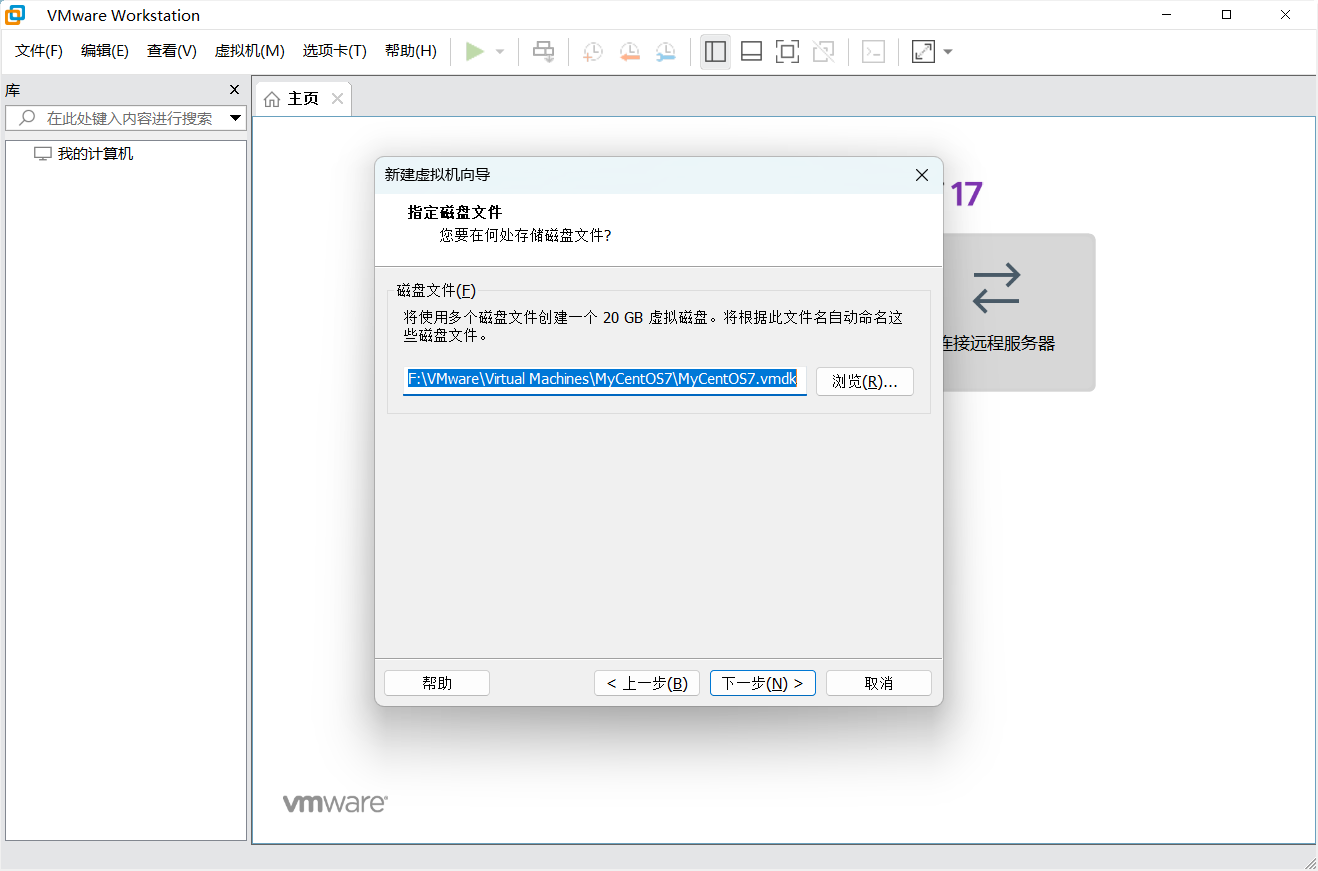 VMware Workstation
文件(F) 编辑(E) 查看(V) 虚拟机(M) 选项卡(T) 帮助(H)
库
主页
在此处键入内容进行搜索
我的计算机
17
连接远程服务器
新建虚拟机向导
指定磁盘文件
您要在何处存储磁盘文件?
磁盘文件(F)
将使用多个磁盘文件创建一个 20 GB 虚拟磁盘。将根据此文件名自动命名这
些磁盘文件。
F:\VMware\Virtual Machines\MyCentOS7\MyCentOS7.vmdk
浏览(R)...
帮助
< 上一步(B)
下一步(N) >
取消
vmware